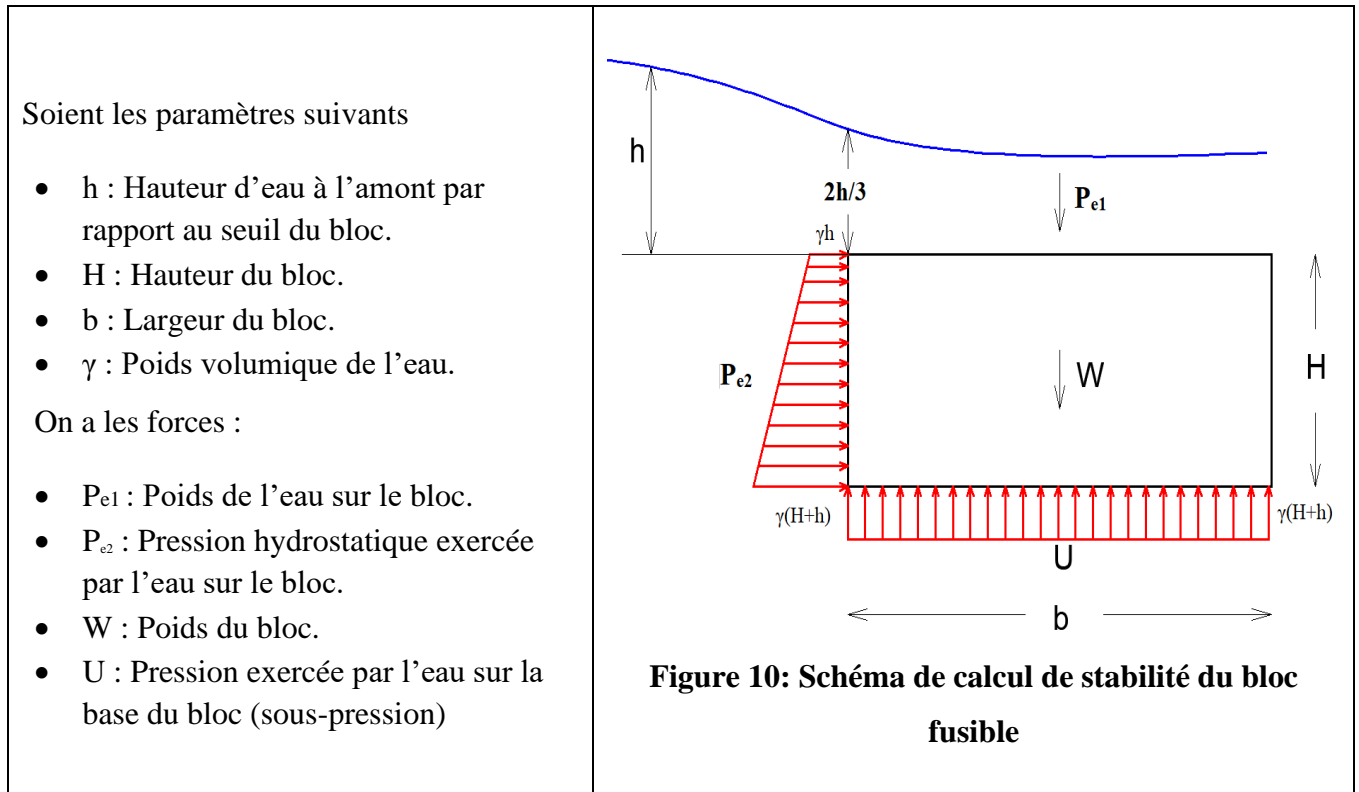 Soient les paramètres suivants
• h : Hauteur d’eau à l’amont par
rapport au seuil du bloc.
• H : Hauteur du bloc.
• b : Largeur du bloc.
• γ : Poids volumique de l’eau.
On a les forces :
• Pe1 : Poids de l’eau sur le bloc.
• Pe2 : Pression hydrostatique exercée
par l’eau sur le bloc.
• W : Poids du bloc.
• U : Pression exercée par l’eau sur la
base du bloc (sous-pression)
h
2h/3
Pe1
γh
Pe2
W
H
γ(H+h)
γ(H+h)
U
b
Figure 10: Schéma de calcul de stabilité du bloc
fusible